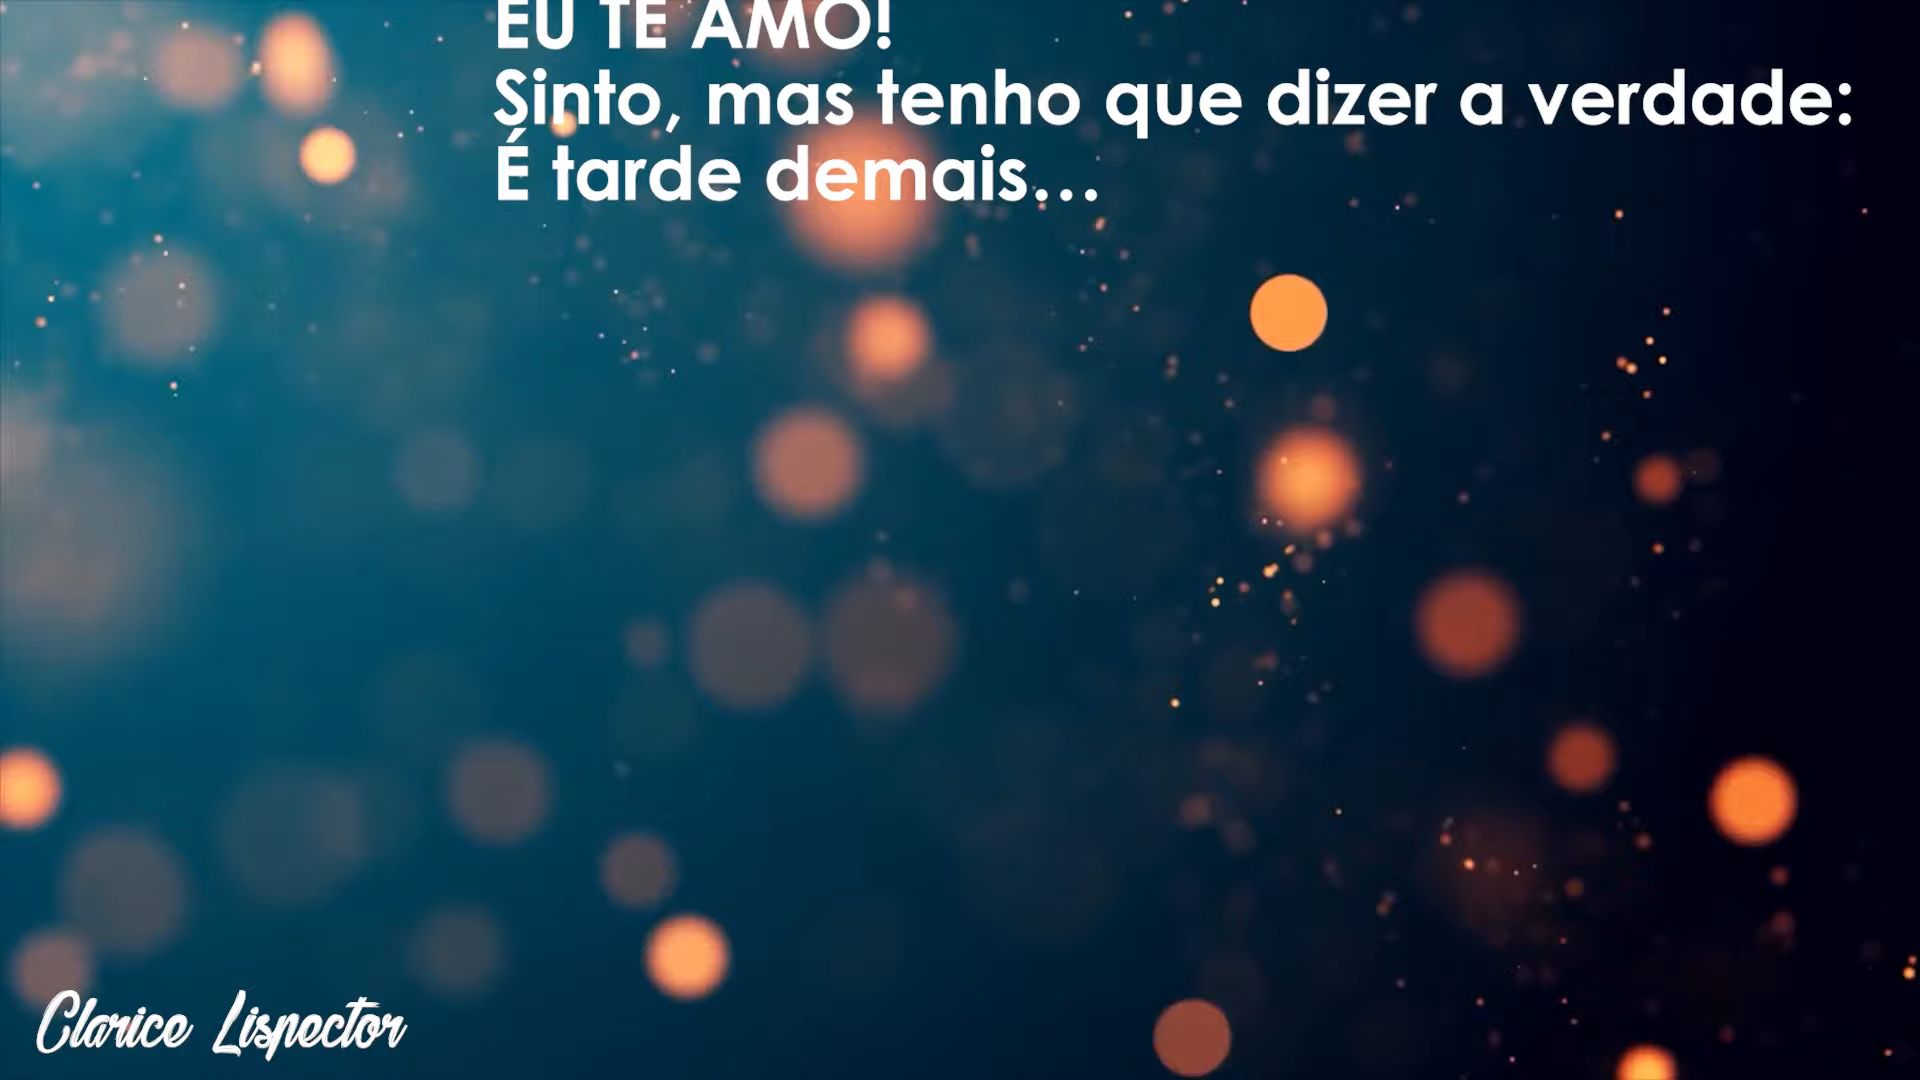 EU TE AMO!
Sinto, mas tenho que dizer a verdade:
É tarde demais...
Clarice Lispector